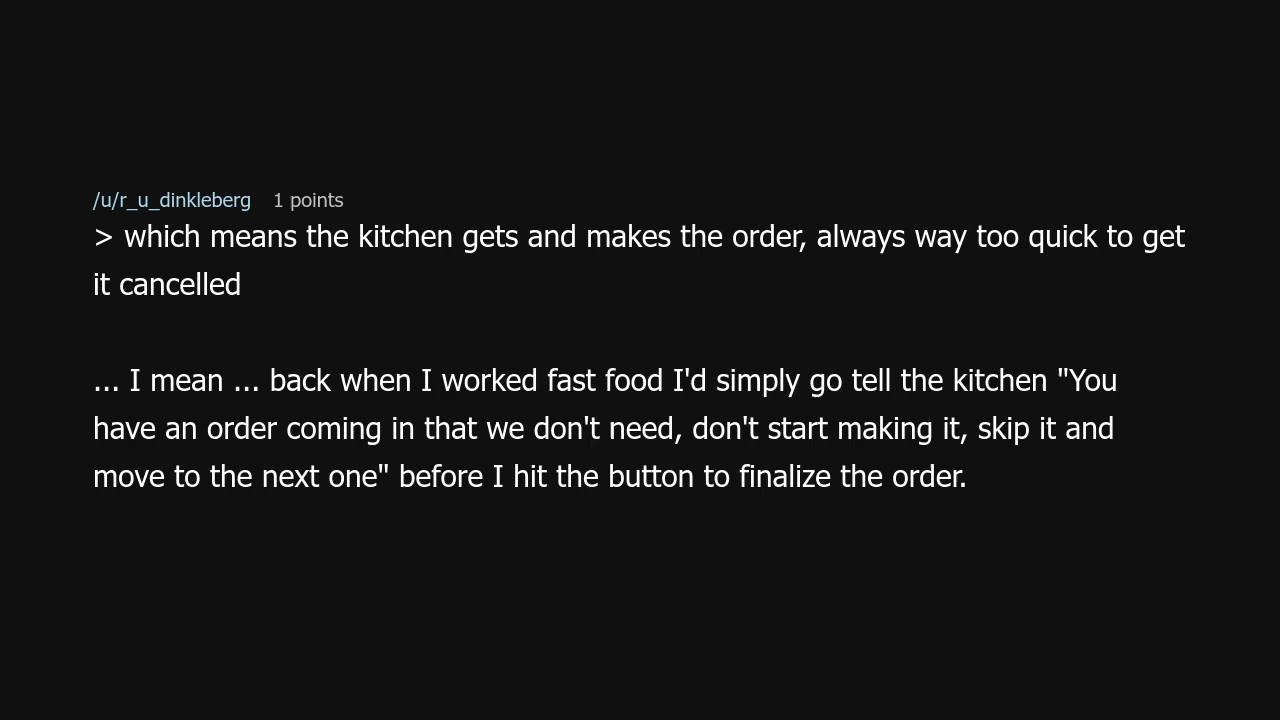 /u/r_u_dinkleberg 1 points
> which means the kitchen gets and makes the order, always way too quick to get
it cancelled
... I mean ... back when I worked fast food I'd simply go tell the kitchen "You
have an order coming in that we don't need, don't start making it, skip it and
move to the next one" before I hit the button to finalize the order.